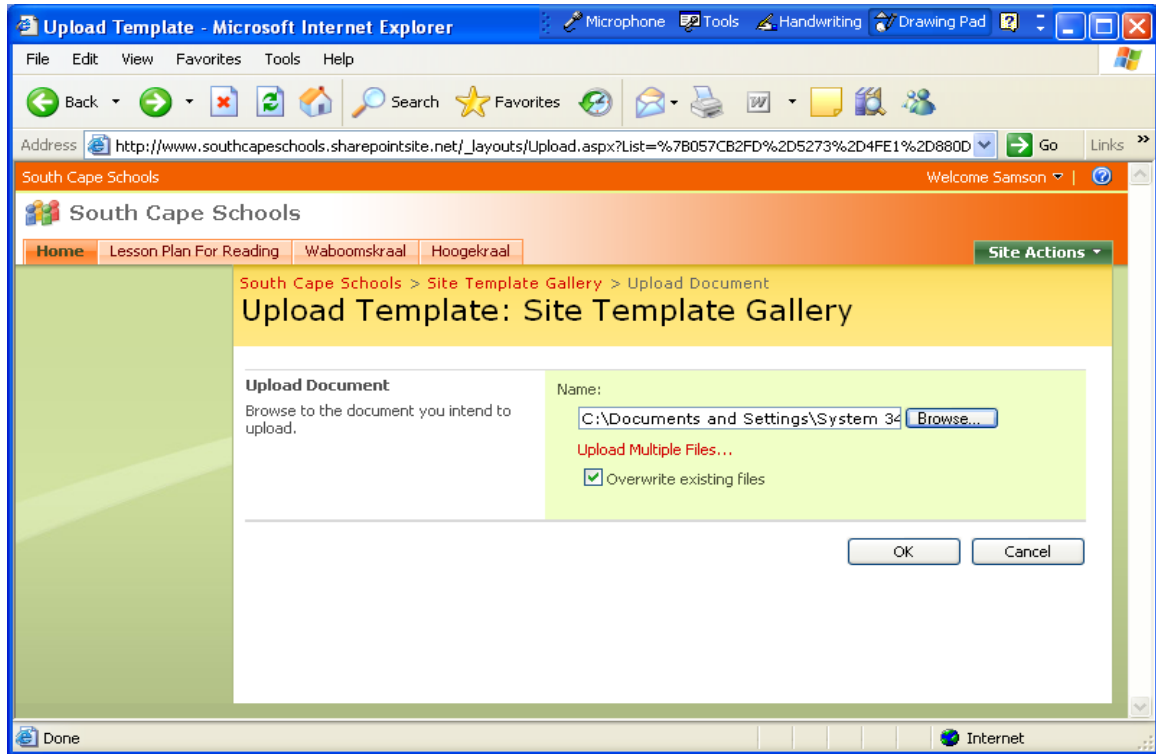 Upload Template - Microsoft Internet Explorer
Microphone Tools Handwriting Drawing Pad
File Edit View Favorites Tools Help
Back Search Favorites
Address http://www.southcapeschools.sharepointsite.net/_layouts/Upload.aspx?List=%7B057CB2FD%2D5273%2D4FE1%2D880D Go Links »
South Cape Schools Welcome Samson |
South Cape Schools
Home Lesson Plan For Reading Waboomskraal Hoogekraal Site Actions
South Cape Schools > Site Template Gallery > Upload Document
Upload Template: Site Template Gallery
Upload Document
Browse to the document you intend to
upload.
Name:
C:\Documents and Settings\System 34 Browse...
Upload Multiple Files...
Overwrite existing files
OK Cancel
Done Internet